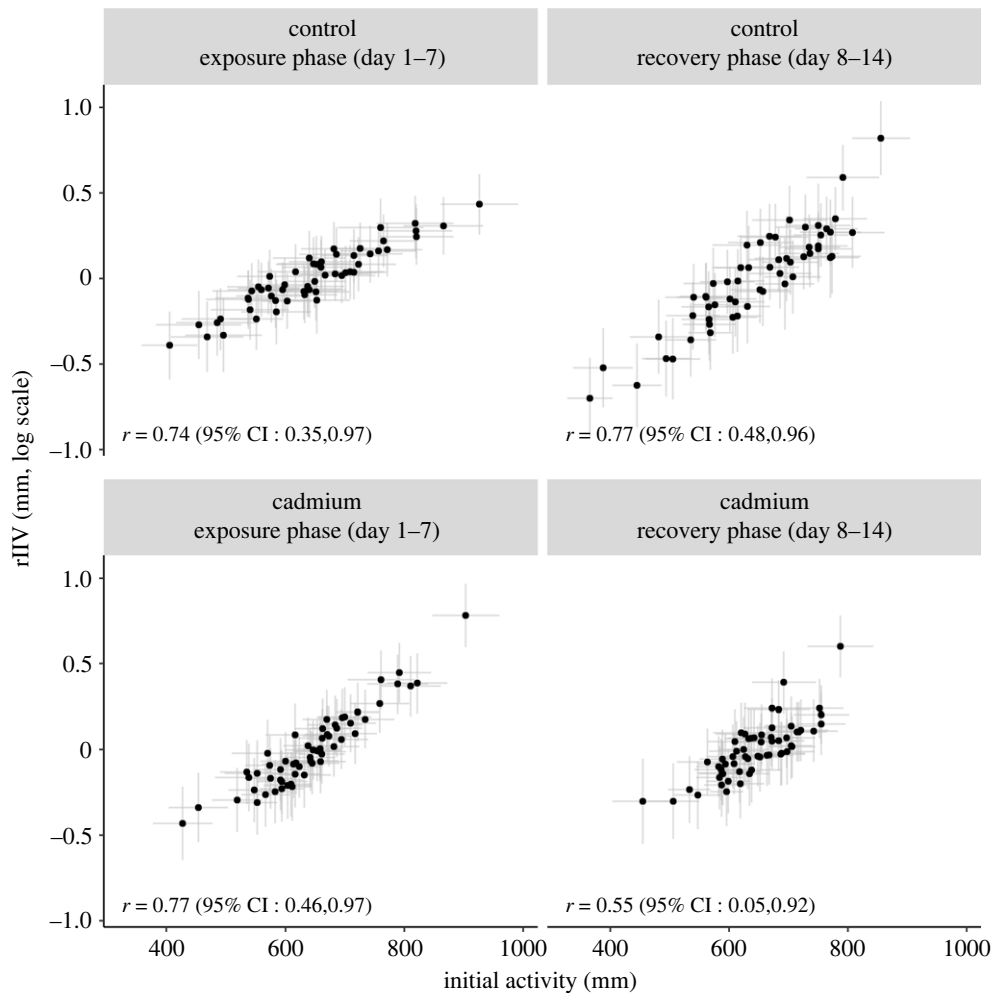 control
exposure phase (day 1–7)
control
recovery phase (day 8–14)
1.0
0.5
0
–0.5
–1.0
r = 0.74 (95% CI : 0.35,0.97)
r = 0.77 (95% CI : 0.48,0.96)
rIIV (mm, log scale)
cadmium
exposure phase (day 1–7)
cadmium
recovery phase (day 8–14)
1.0
0.5
0
–0.5
–1.0
r = 0.77 (95% CI : 0.46,0.97)
r = 0.55 (95% CI : 0.05,0.92)
400 600 800 1000 400 600 800 1000
initial activity (mm)